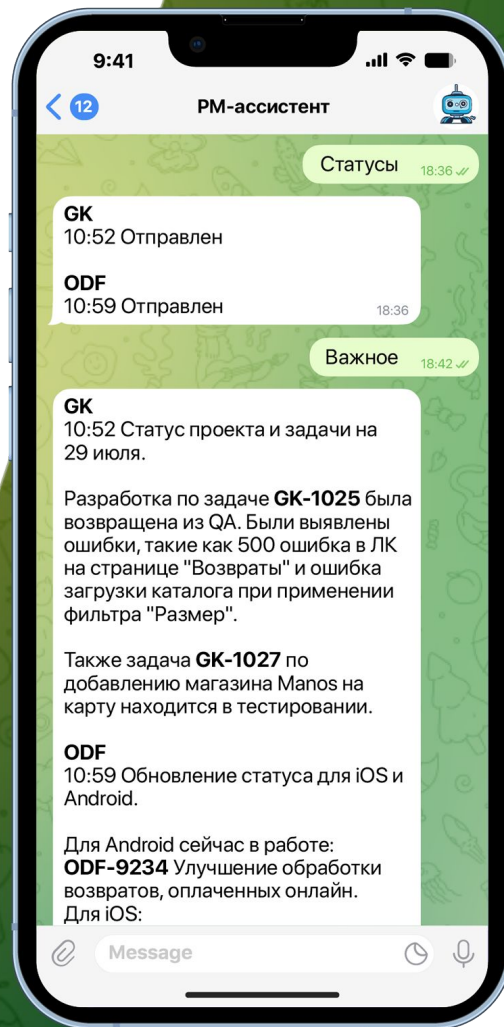 9:41
12
PM-ассистент
Статусы 18:36
GK
10:52 Отправлен
ODF
10:59 Отправлен
18:36
Важное 18:42
GK
10:52 Статус проекта и задачи на
29 июля.
Разработка по задаче GK-1025 была
возвращена из QA. Были выявлены
ошибки, такие как 500 ошибка в ЛК
на странице "Возвраты" и ошибка
загрузки каталога при применении
фильтра "Размер".
Также задача GK-1027 по
добавлению магазина Manos на
карту находится в тестировании.
ODF
10:59 Обновление статуса для iOS и
Android.
Для Android сейчас в работе:
ODF-9234 Улучшение обработки
возвратов, оплаченных онлайн.
Для iOS:
Message